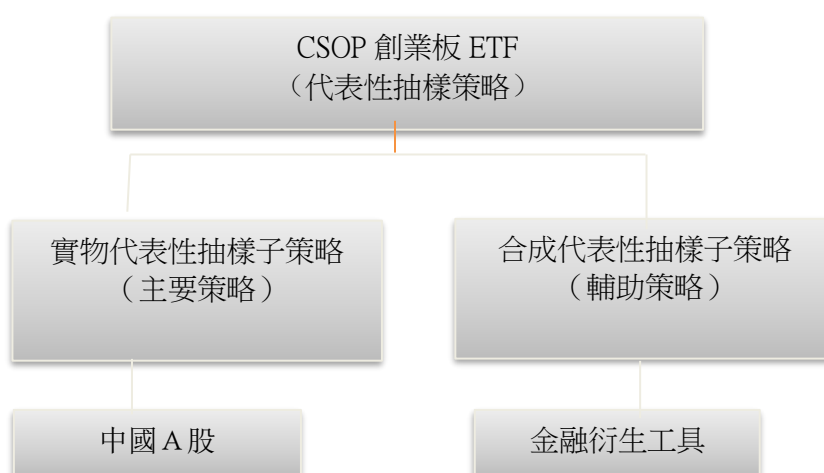 CSOP 創業板 ETF
（代表性抽樣策略）
實物代表性抽樣子策略
（主要策略）
合成代表性抽樣子策略
（輔助策略）
中國 A 股
金融衍生工具